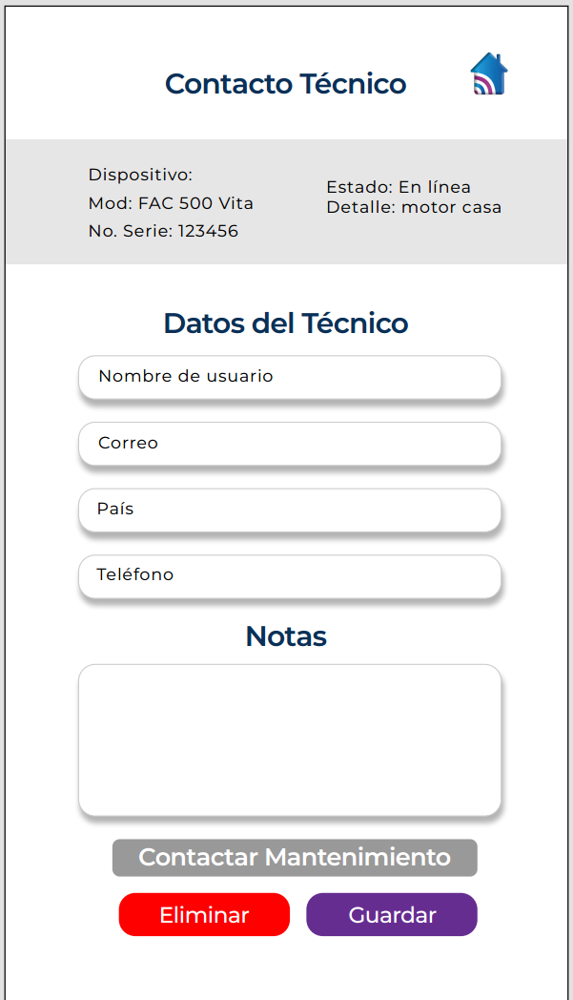 Contacto Técnico
Dispositivo:
Mod: FAC 500 Vita
No. Serie: 123456
Estado: En línea
Detalle: motor casa
Datos del Técnico
Nombre de usuario
Correo
País
Teléfono
Notas
Contactar Mantenimiento
Eliminar
Guardar